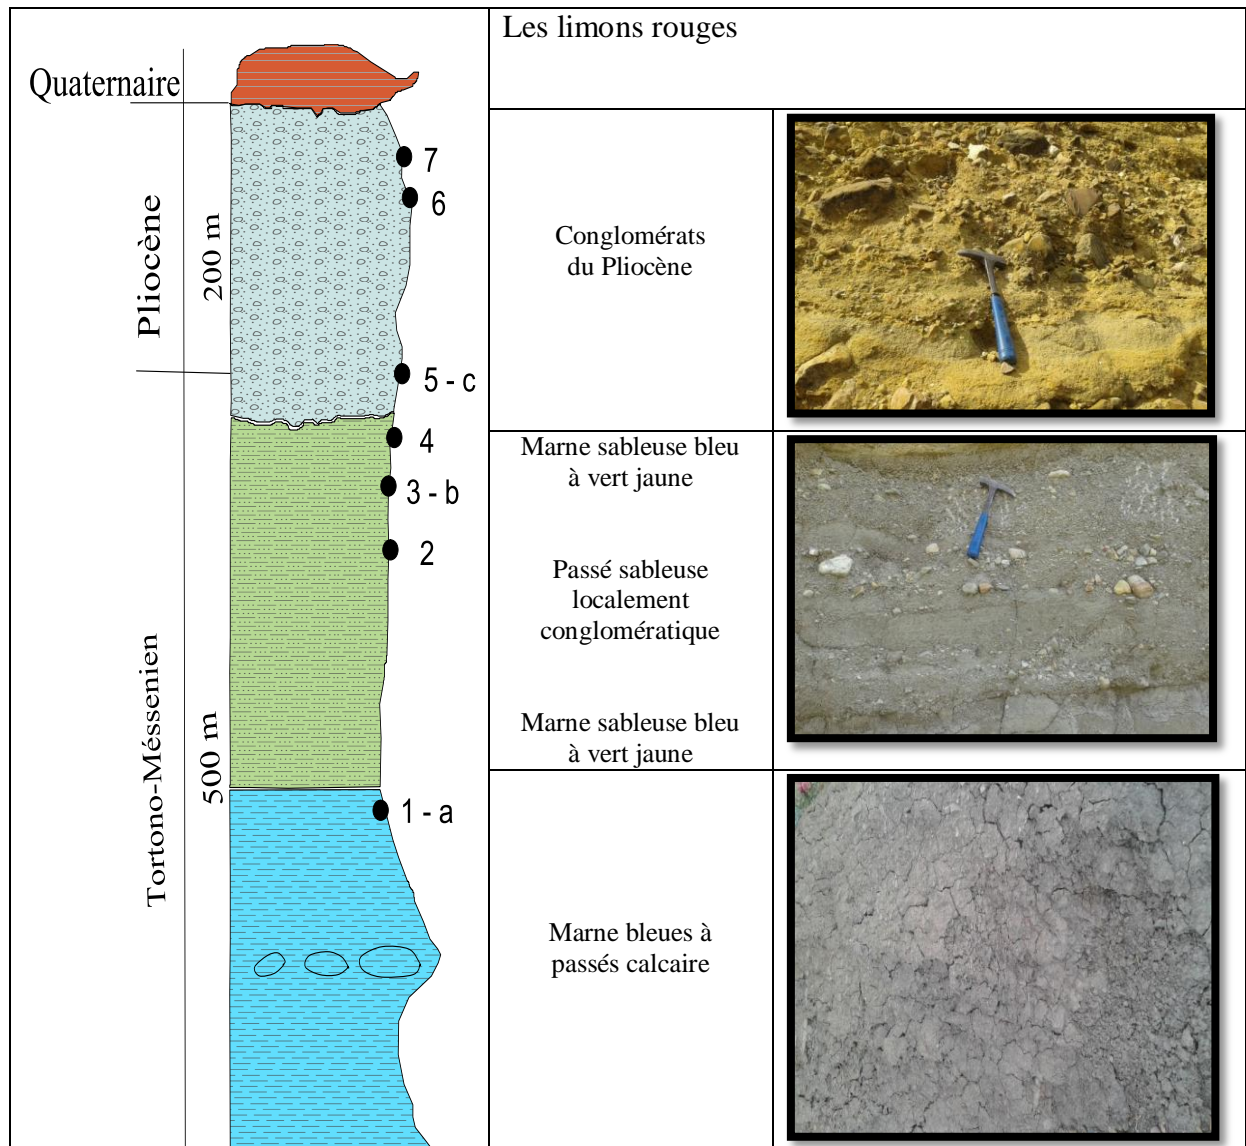 Les limons rouges
Quaternaire
Pliocène
200 m
7
6
5 - c
4
3 - b
2
Tortono-Méssenien
500 m
1 - a
Conglomérats
du Pliocène
Marne sableuse bleu
à vert jaune
Passé sableuse
localement
conglomératique
Marne sableuse bleu
à vert jaune
Marne bleues à
passés calcaire